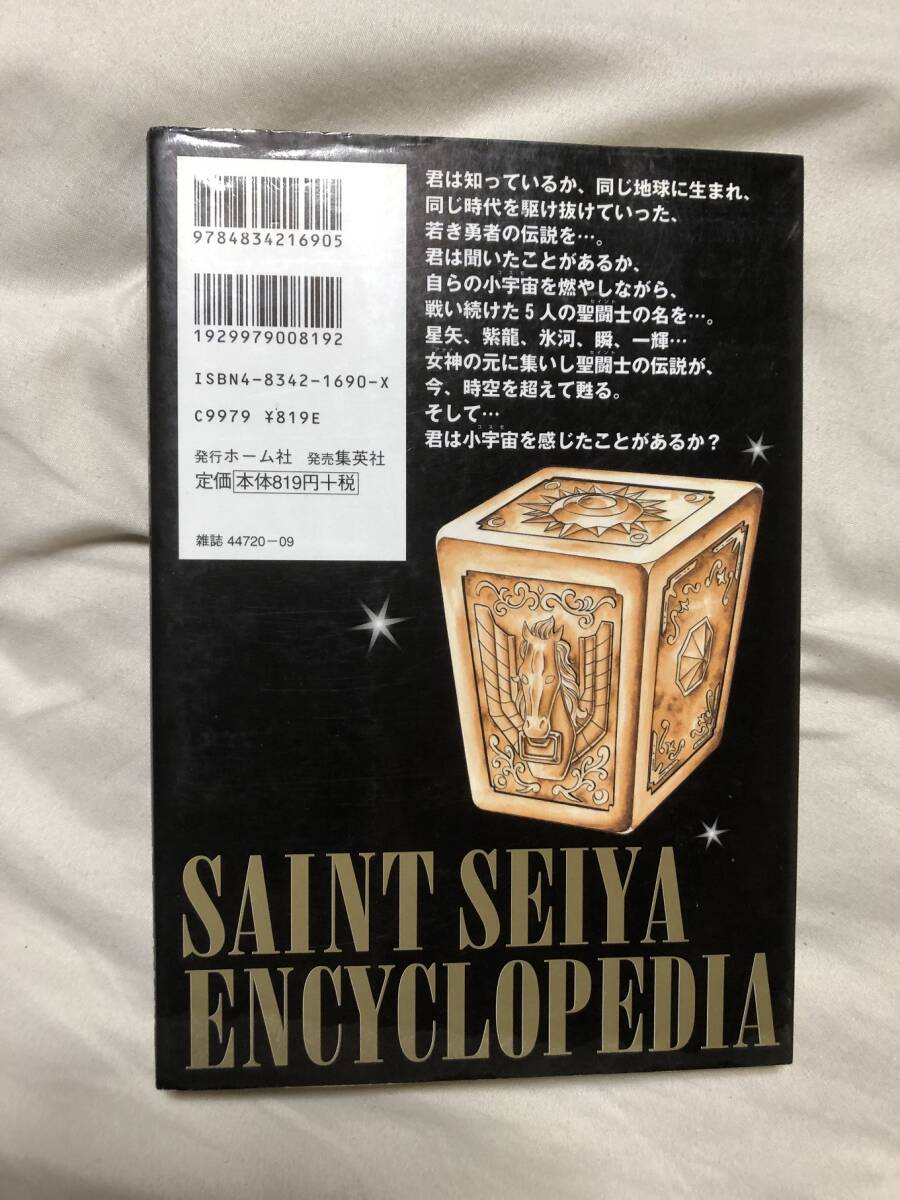 9784834216905
1929979008192
ISBN4-8342-1690-X
C9979 ¥819E
発行 ホーム社 発売 集英社
定価 本体819円+税
雑誌 44720-09
君は知っているか、同じ地球に生まれ、
同じ時代を駆け抜けていった、
若き勇者の伝説を…。
君は聞いたことがあるか、
自らの小宇宙を燃やしながら、
戦い続けた5人の聖闘士の名を…。
星矢、紫龍、氷河、瞬、一輝…
女神の元に集いし聖闘士の伝説が、
今、時空を超えて甦る。
そして…
君は小宇宙を感じたことがあるか?
SAINT SEIYA
ENCYCLOPEDIA